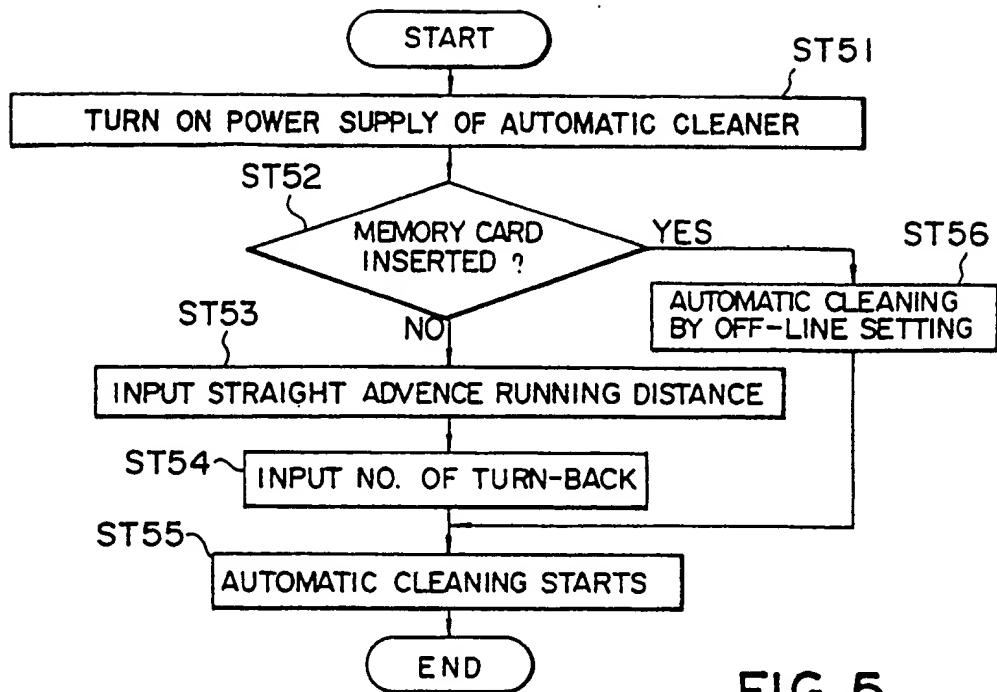 START
ST51
TURN ON POWER SUPPLY OF AUTOMATIC CLEANER
ST52
MEMORY CARD
INSERTED ?
YES
ST56
AUTOMATIC CLEANING
BY OFF-LINE SETTING
NO
ST53
INPUT STRAIGHT ADVENCE RUNNING DISTANCE
ST54
INPUT NO. OF TURN-BACK
ST55
AUTOMATIC CLEANING STARTS
END
FIG. 5